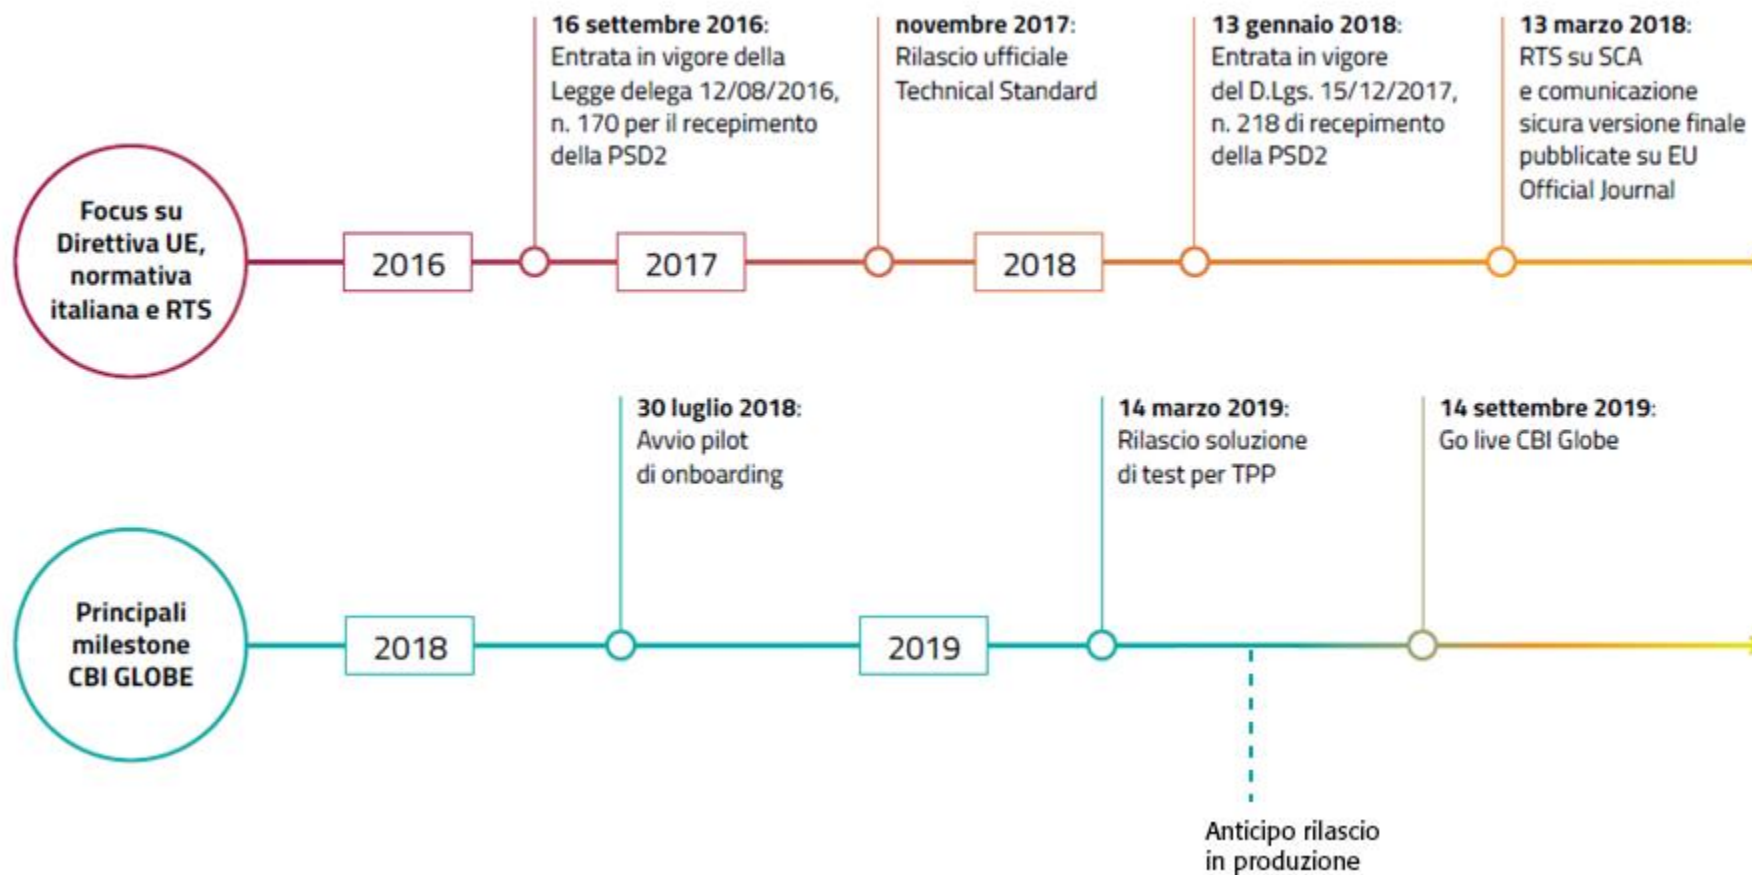 16 settembre 2016:
Entrata in vigore della
Legge delega 12/08/2016,
n. 170 per il recepimento
della PSD2
novembre 2017:
Rilascio ufficiale
Technical Standard
13 gennaio 2018:
Entrata in vigore
del D.Lgs. 15/12/2017,
n. 218 di recepimento
della PSD2
13 marzo 2018:
RTS su SCA
e comunicazione
sicura versione finale
pubblicate su EU
Official Journal
Focus su
Direttiva UE,
normativa
italiana e RTS
2016
2017
2018
30 luglio 2018:
Avvio pilot
di onboarding
14 marzo 2019:
Rilascio soluzione
di test per TPP
14 settembre 2019:
Go live CBI Globe
Principali
milestone
CBI GLOBE
2018
2019
Anticipo rilascio
in produzione